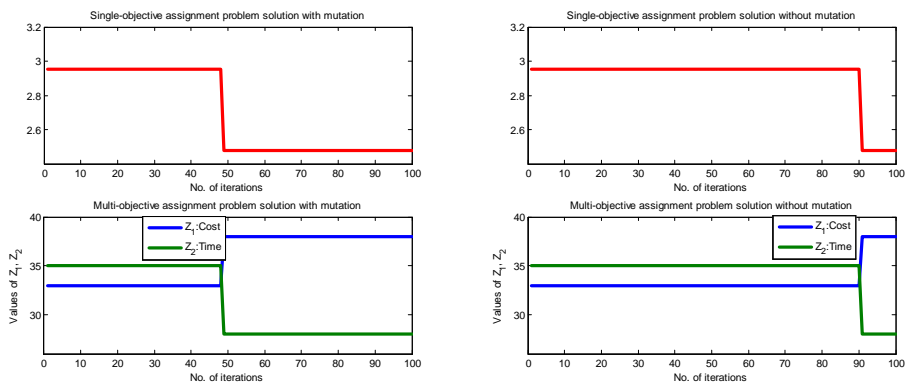 Single-objective assignment problem solution with mutation
3.2
3
2.8
2.6
0 10 20 30 40 50 60 70 80 90 100
No. of iterations
Single-objective assignment problem solution without mutation
3.2
3
2.8
2.6
0 10 20 30 40 50 60 70 80 90 100
No. of iterations
Multi-objective assignment problem solution with mutation
40
35
30
Values of Z1, Z2
Z1:Cost
Z2:Time
0 10 20 30 40 50 60 70 80 90 100
No. of iterations
Multi-objective assignment problem solution without mutation
40
35
30
Values of Z1, Z2
Z1:Cost
Z2:Time
0 10 20 30 40 50 60 70 80 90 100
No. of iterations